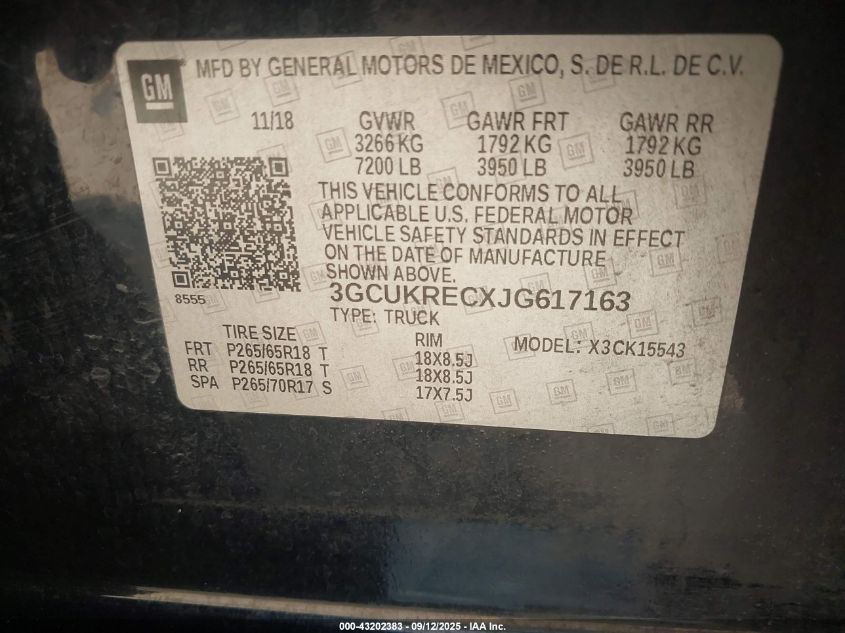 GM
MFD BY GENERAL MOTORS DE MEXICO, S. DE R.L. DE C.V.
11/18 GVWR GAWR FRT GAWR RR
3266 KG 1792 KG 1792 KG
7200 LB 3950 LB 3950 LB
THIS VEHICLE CONFORMS TO ALL
APPLICABLE U.S. FEDERAL MOTOR
VEHICLE SAFETY STANDARDS IN EFFECT
ON THE DATE OF MANUFACTURE
SHOWN ABOVE.
8555
3GCUKRECXJG617163
TYPE: TRUCK
TIRE SIZE RIM MODEL: X3CK15543
FRT P265/65R18 T 18X8.5J
RR P265/65R18 T 18X8.5J
SPA P265/70R17 S 17X7.5J
000-43202383 - 09/12/2025 - IAA Inc.